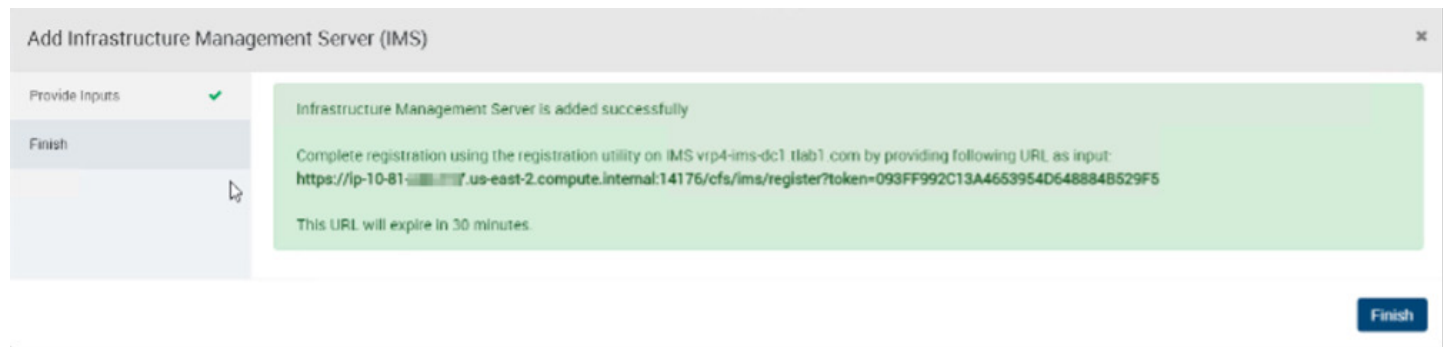 Add Infrastructure Management Server (IMS)
Provide Inputs
Finish
Infrastructure Management Server is added successfully
Complete registration using the registration utility on IMS vrp4-ims-dc1.tlab1.com by providing following URL as input:
https://ip-10-81- .us-east-2.compute.internal:14176/cfs/ims/register?token=093FF992C13A4653954D648884B529F5
This URL will expire in 30 minutes.
Finish